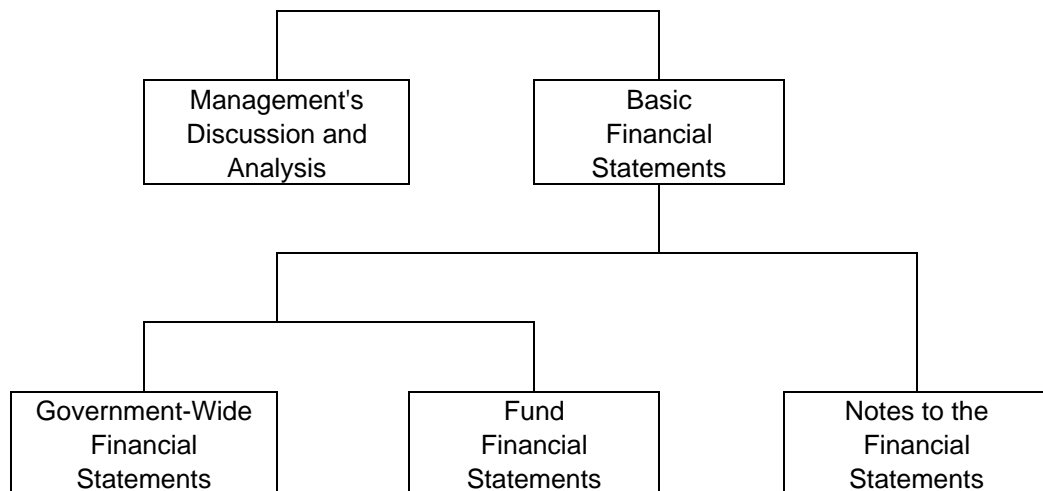 Management's
Discussion and
Analysis
Basic
Financial
Statements
Government-Wide
Financial
Statements
Fund
Financial
Statements
Notes to the
Financial
Statements